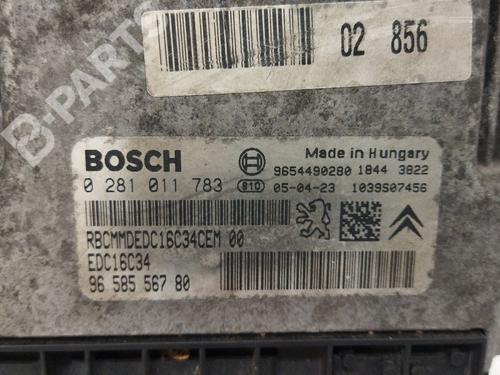 B-PARTS
02 856
BOSCH
Made in Hungary
9654490280 1844 3822
0 281 011 783 810 05-04-23 1039S07456
RBCMMDEDC16C34CEM 00
EDC16C34
96 585 567 80